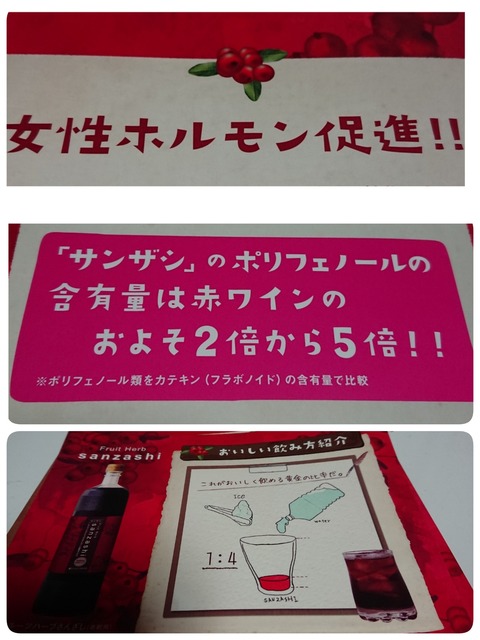 女性ホルモン促進!!
「サンザシ」のポリフェノールの
含有量は赤ワインの
およそ2倍から5倍!!
※ポリフェノール類をカテキン(フラボノイド)の含有量で比較
Fruit Herb
sanzashi
おいしい飲み方紹介
これがおいしく飲める黄金の比率だ。
ICE
WATER
1:4
SANZASHI
sanzashi